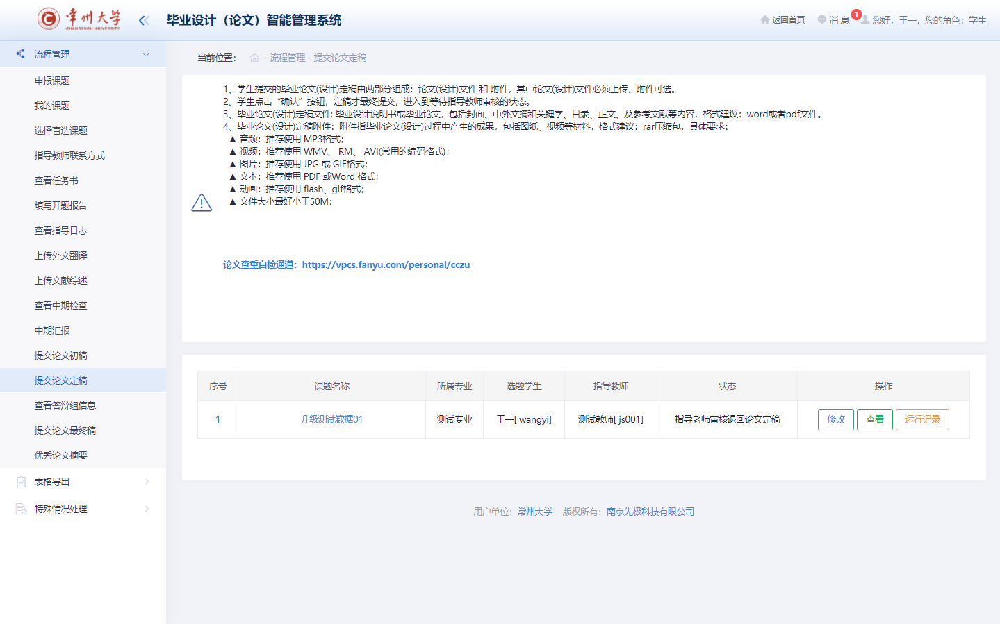 常州大学
CHANGZHOU UNIVERSITY
毕业设计（论文）智能管理系统
返回首页 消 息 1 您好，王一，您的角色：学生
流程管理
申报课题
我的课题
选择盲选课题
指导教师联系方式
查看任务书
填写开题报告
查看指导日志
上传外文翻译
上传文献综述
查看中期检查
中期汇报
提交论文初稿
提交论文定稿
查看答辩组信息
提交论文最终稿
优秀论文摘要
表格导出
特殊情况处理
当前位置： 流程管理 提交论文定稿
1、学生提交的毕业论文(设计)定稿由两部分组成：论文(设计)文件 和 附件，其中论文(设计)文件必须上传，附件可选。
2、学生点击“确认”按钮，定稿才最终提交，进入到等待指导教师审核的状态。
3、毕业论文(设计)定稿文件: 毕业设计说明书或毕业论文，包括封面、中外文摘和关键字、目录、正文、及参考文献等内容，格式建议：word或者pdf文件。
4、毕业论文(设计)定稿附件：附件指毕业论文(设计)过程中产生的成果，包括图纸、视频等材料，格式建议：rar压缩包，具体要求：
▲ 音频：推荐使用 MP3格式；
▲ 视频：推荐使用 WMV、 RM、 AVI(常用的编码格式)；
▲ 图片：推荐使用 JPG 或 GIF格式；
▲ 文本：推荐使用 PDF 或Word 格式；
▲ 动画：推荐使用 flash、gif格式；
▲ 文件大小最好小于50M；
论文查重自检通道：https://vpcs.fanyu.com/personal/cczu
序号 课题名称 所属专业 选题学生 指导教师 状态 操作
1 升级测试数据01 测试专业 王一[ wangyi] 测试教师[ js001] 指导老师审核退回论文定稿 修改 查看 运行记录
用户单位：常州大学 版权所有：南京先极科技有限公司